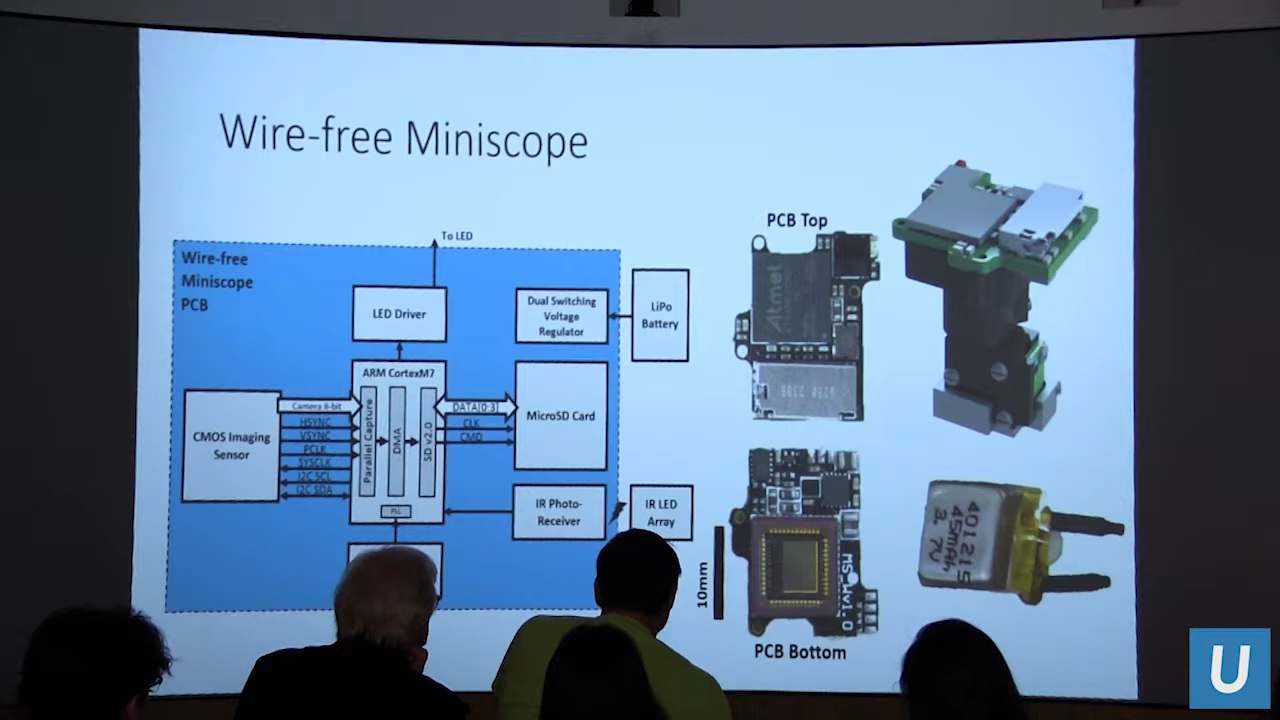 Wire-free Miniscope
To LED
Wire-free
Miniscope
PCB
LED Driver
Dual Switching
Voltage
Regulator
LiPo
Battery
ARM CortexM7
Parallel Capture
DMA
SD v2.0
PLL
CMOS Imaging
Sensor
Camera 8-bit
HSYNC
VSYNC
PCLK
SYSCLK
I2C SCL
I2C SDA
DATA[0:3]
CLK
CMD
MicroSD Card
IR Photo-
Receiver
IR LED
Array
PCB Top
Atmel
10mm
MS_Wv1.0
PCB Bottom
401215
45mAh
3.7V
U